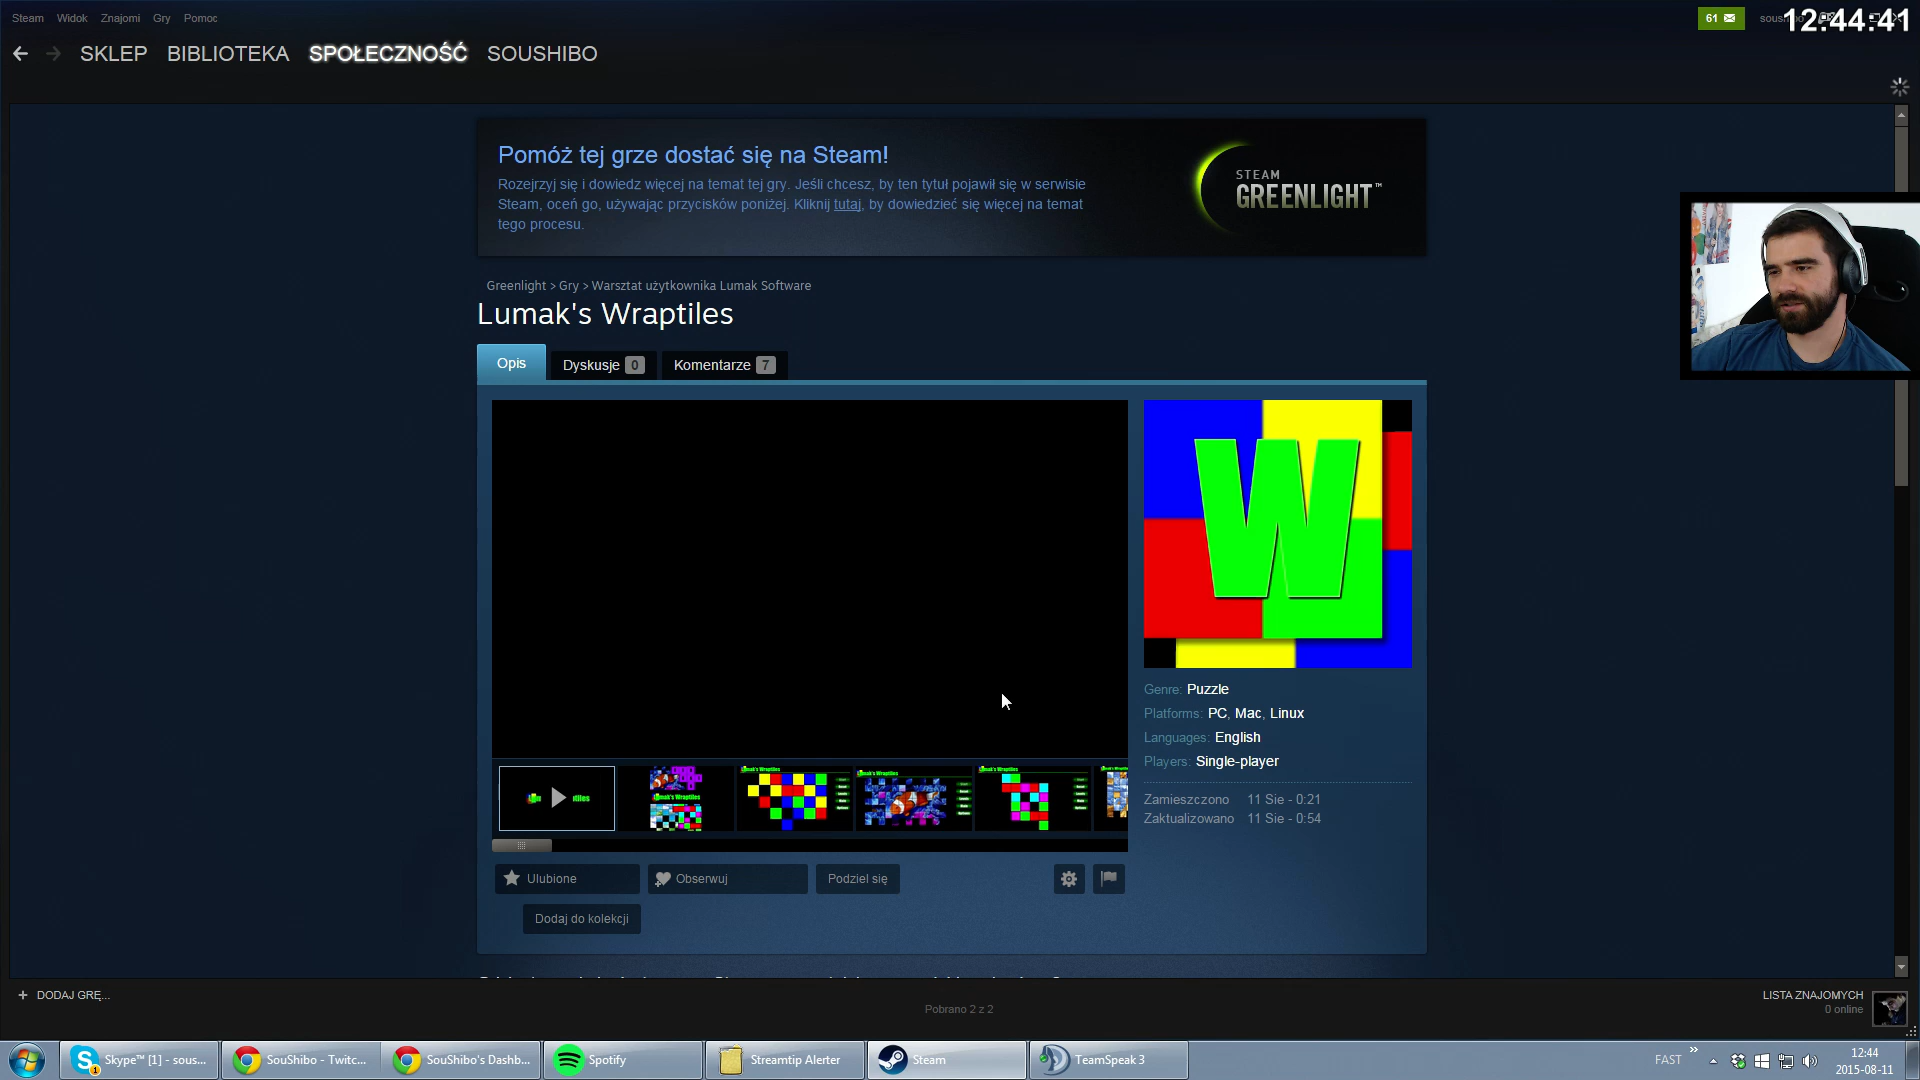 Steam Widok Znajomi Gry Pomoc
61
12:44:41
SKLEP BIBLIOTEKA SPOŁECZNOŚĆ SOUSHIBO
Pomóż tej grze dostać się na Steam!
Rozejrzyj się i dowiedz więcej na temat tej gry. Jeśli chcesz, by ten tytuł pojawił się w serwisie
Steam, oceń go, używając przycisków poniżej. Kliknij tutaj, by dowiedzieć się więcej na temat
tego procesu.
STEAM
GREENLIGHT™
Greenlight > Gry > Warsztat użytkownika Lumak Software
Lumak's Wraptiles
Opis
Dyskusje 0
Komentarze 7
W
Genre: Puzzle
Platforms: PC, Mac, Linux
Languages: English
Players: Single-player
Zamieszczono 11 Sie - 0:21
Zaktualizowano 11 Sie - 0:54
Ulubione
Obserwuj
Podziel się
Dodaj do kolekcji
+ DODAJ GRĘ...
Pobrano 2 z 2
LISTA ZNAJOMYCH
0 online
Skype™ [1] - sous...
SouShibo - Twitc...
SouShibo's Dashb...
Spotify
Streamtip Alerter
Steam
TeamSpeak 3
FAST
12:44
2015-08-11